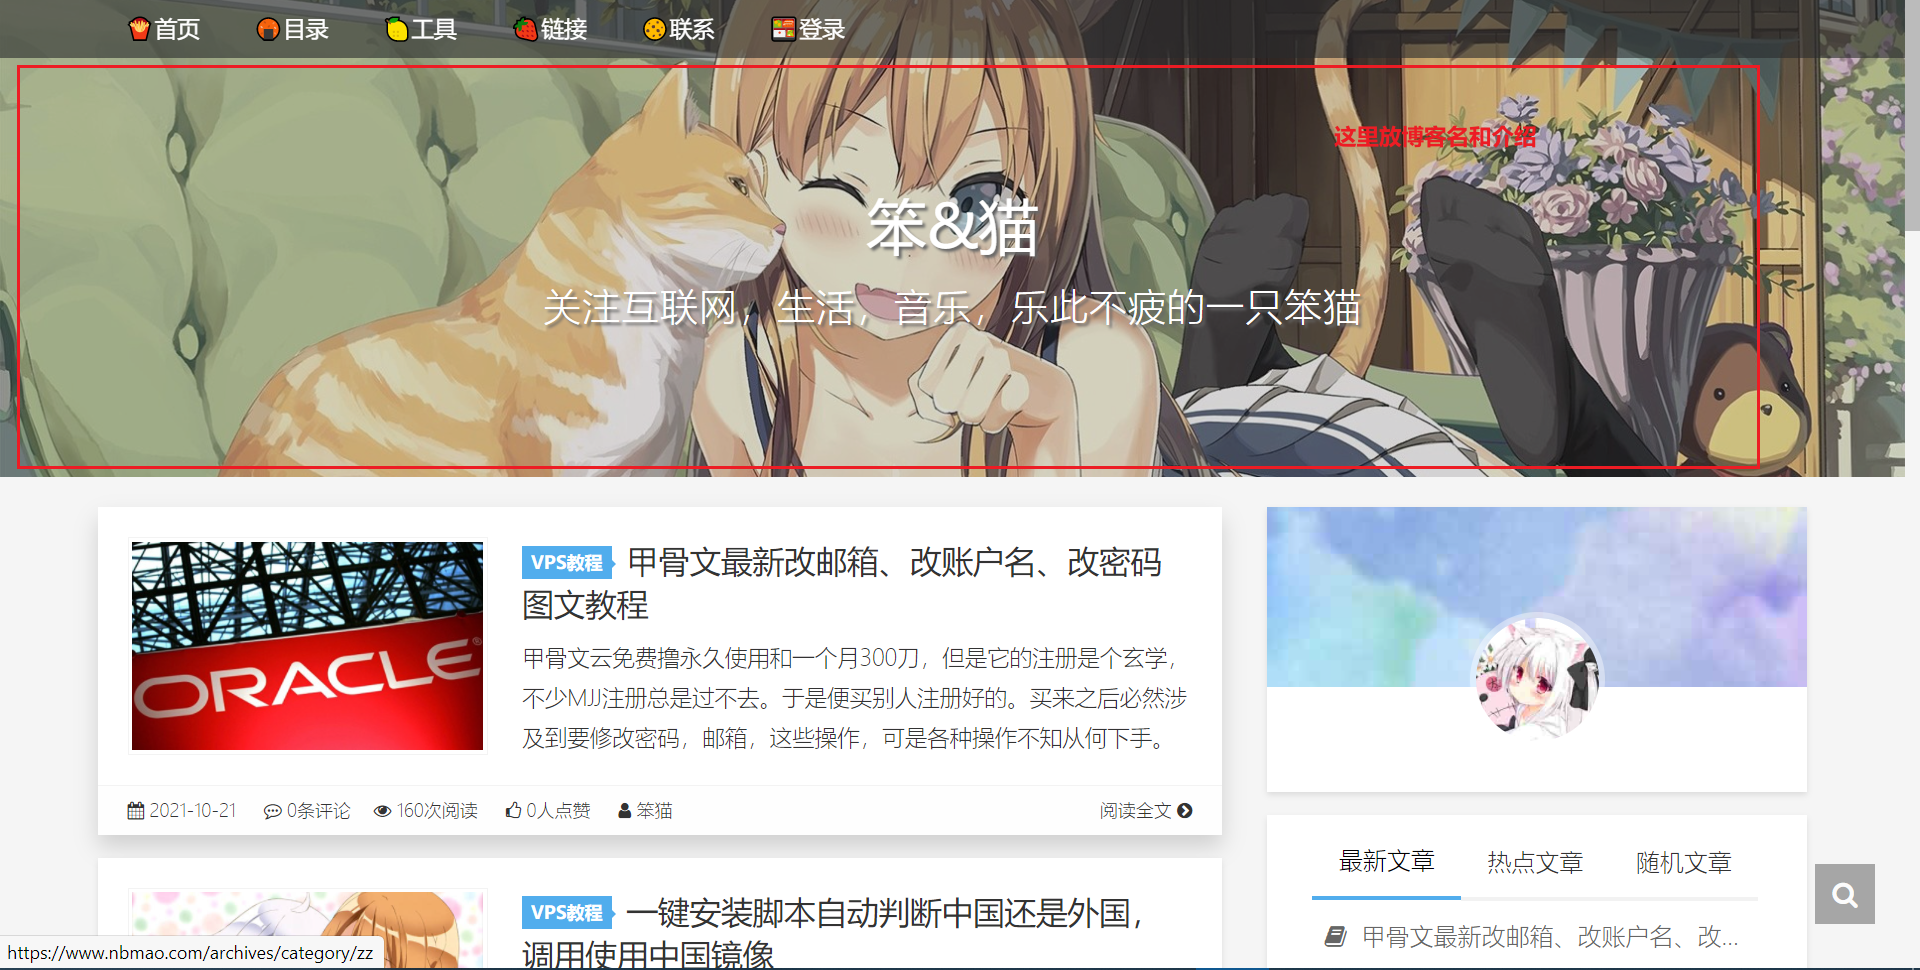 首页 目录 工具 链接 联系 登录
这里放博客名和介绍
笨&猫
关注互联网，生活，音乐，乐此不疲的一只笨猫
ORACLE®
VPS教程 甲骨文最新改邮箱、改账户名、改密码
图文教程
甲骨文云免费撸永久使用和一个月300刀，但是它的注册是个玄学，
不少MJJ注册总是过不去。于是便买别人注册好的。买来之后必然涉
及到要修改密码，邮箱，这些操作，可是各种操作不知从何下手。
2021-10-21 0条评论 160次阅读 0人点赞 笨猫 阅读全文
VPS教程 一键安装脚本自动判断中国还是外国，
调用使用中国镜像
最新文章 热点文章 随机文章
甲骨文最新改邮箱、改账户名、改...
https://www.nbmao.com/archives/category/zz